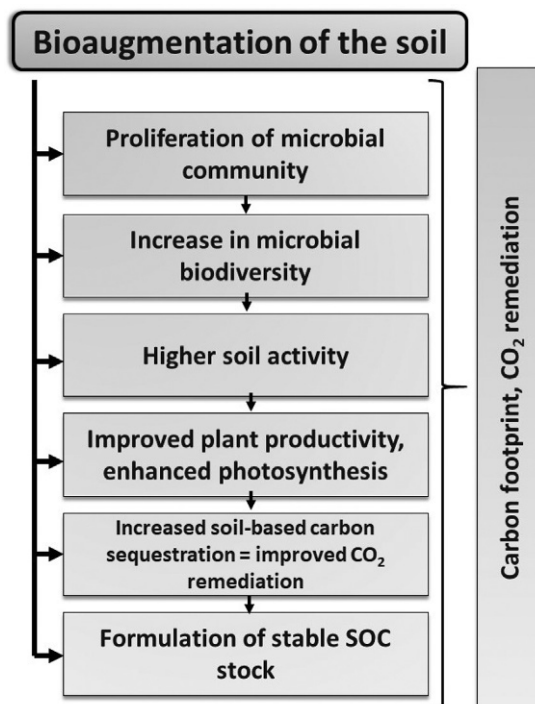 Bioaugmentation of the soil
Proliferation of microbial
community
Increase in microbial
biodiversity
Higher soil activity
Improved plant productivity,
enhanced photosynthesis
Increased soil-based carbon
sequestration = improved CO₂
remediation
Formulation of stable SOC
stock
Carbon footprint, CO₂ remediation